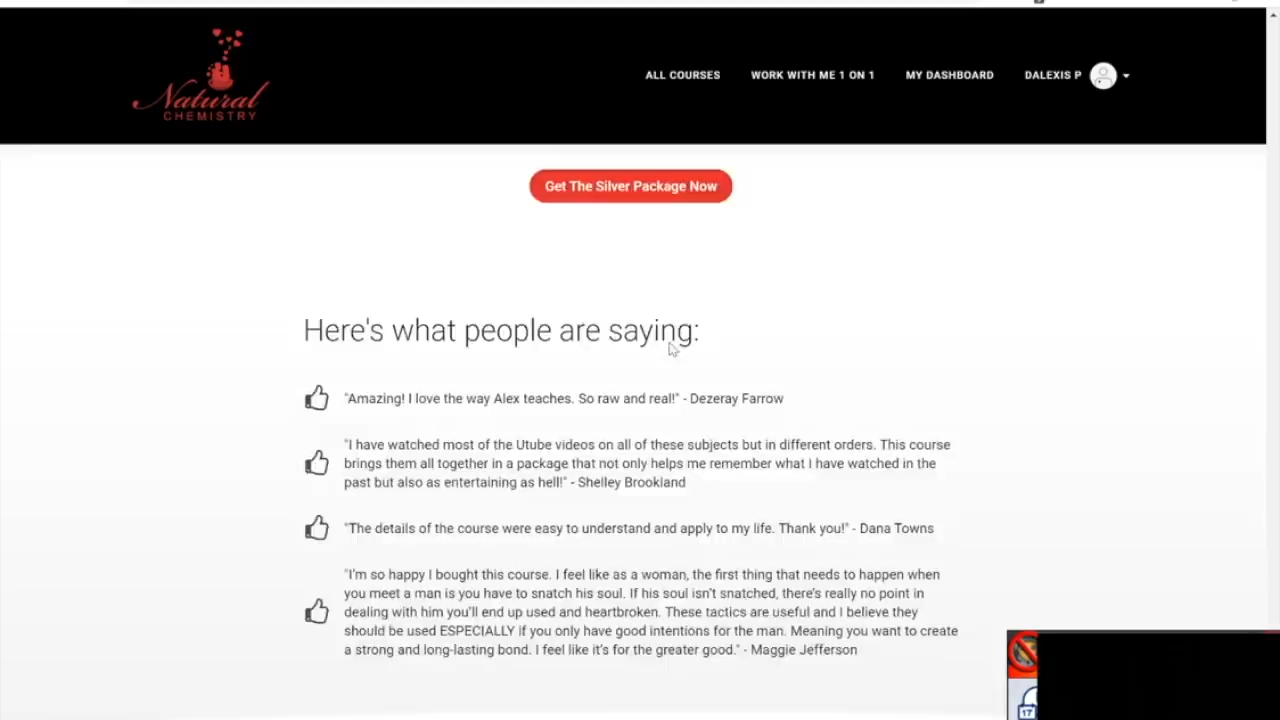 Natural
CHEMISTRY
ALL COURSES
WORK WITH ME 1 ON 1
MY DASHBOARD
DALEXIS P
Get The Silver Package Now
Here's what people are saying:
"Amazing! I love the way Alex teaches. So raw and real!" - Dezeray Farrow
"I have watched most of the Utube videos on all of these subjects but in different orders. This course
brings them all together in a package that not only helps me remember what I have watched in the
past but also as entertaining as hell!" - Shelley Brookland
"The details of the course were easy to understand and apply to my life. Thank you!" - Dana Towns
"I'm so happy I bought this course. I feel like as a woman, the first thing that needs to happen when
you meet a man is you have to snatch his soul. If his soul isn't snatched, there's really no point in
dealing with him you'll end up used and heartbroken. These tactics are useful and I believe they
should be used ESPECIALLY if you only have good intentions for the man. Meaning you want to create
a strong and long-lasting bond. I feel like it's for the greater good." - Maggie Jefferson
17